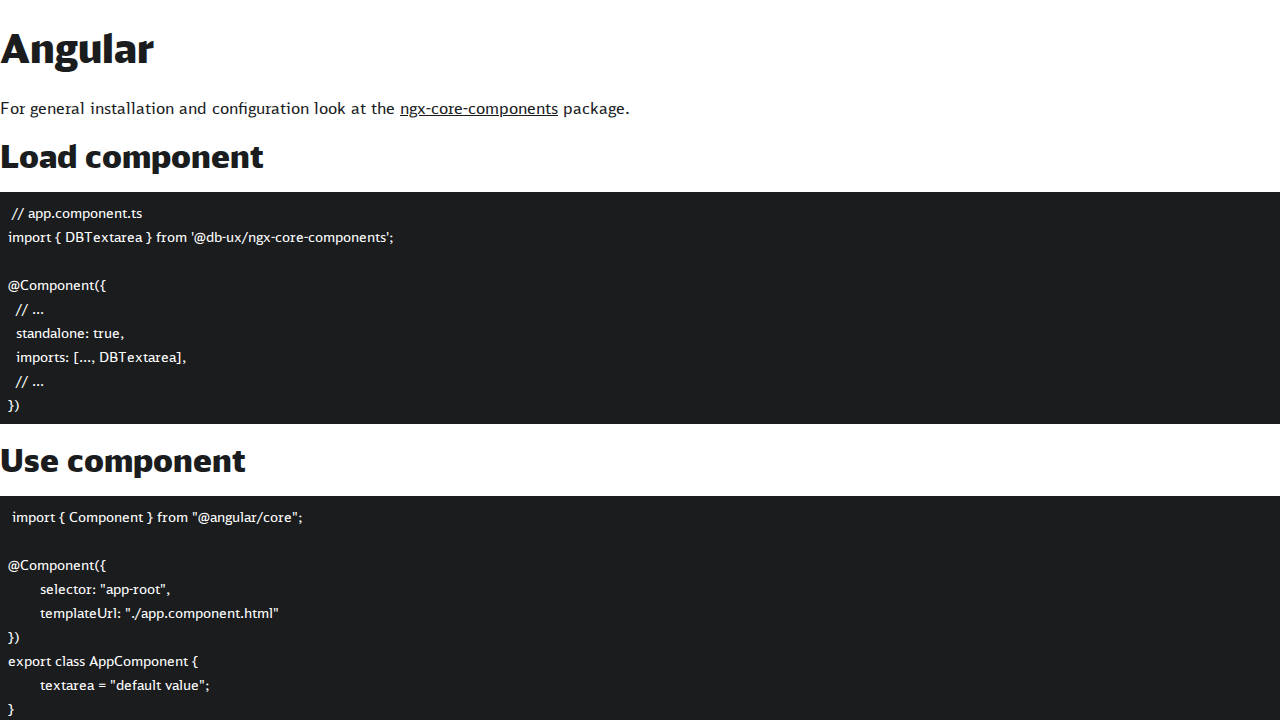 Angular
For general installation and configuration look at the ngx-core-components package.
Load component
// app.component.ts
import { DBTextarea } from '@db-ux/ngx-core-components';
@Component({
// ...
standalone: true,
imports: [..., DBTextarea],
// ...
})
Use component
import { Component } from "@angular/core";
@Component({
selector: "app-root",
templateUrl: "./app.component.html"
})
export class AppComponent {
textarea = "default value";
}